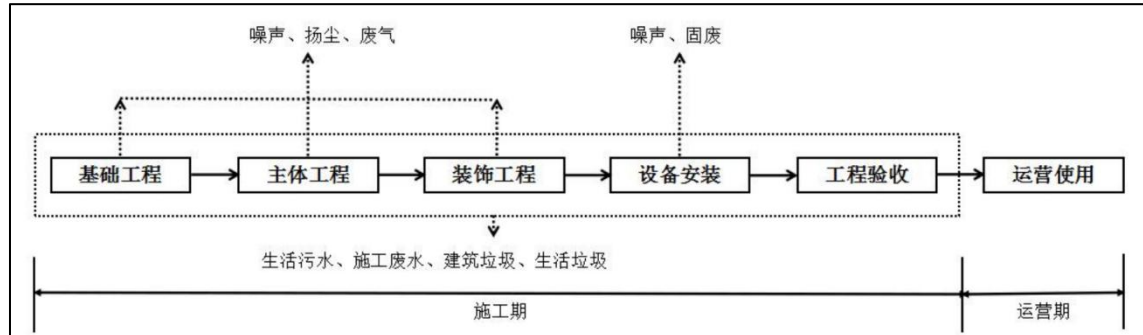 噪声、扬尘、废气
噪声、固废
基础工程
主体工程
装饰工程
设备安装
工程验收
运营使用
生活污水、施工废水、建筑垃圾、生活垃圾
施工期
运营期